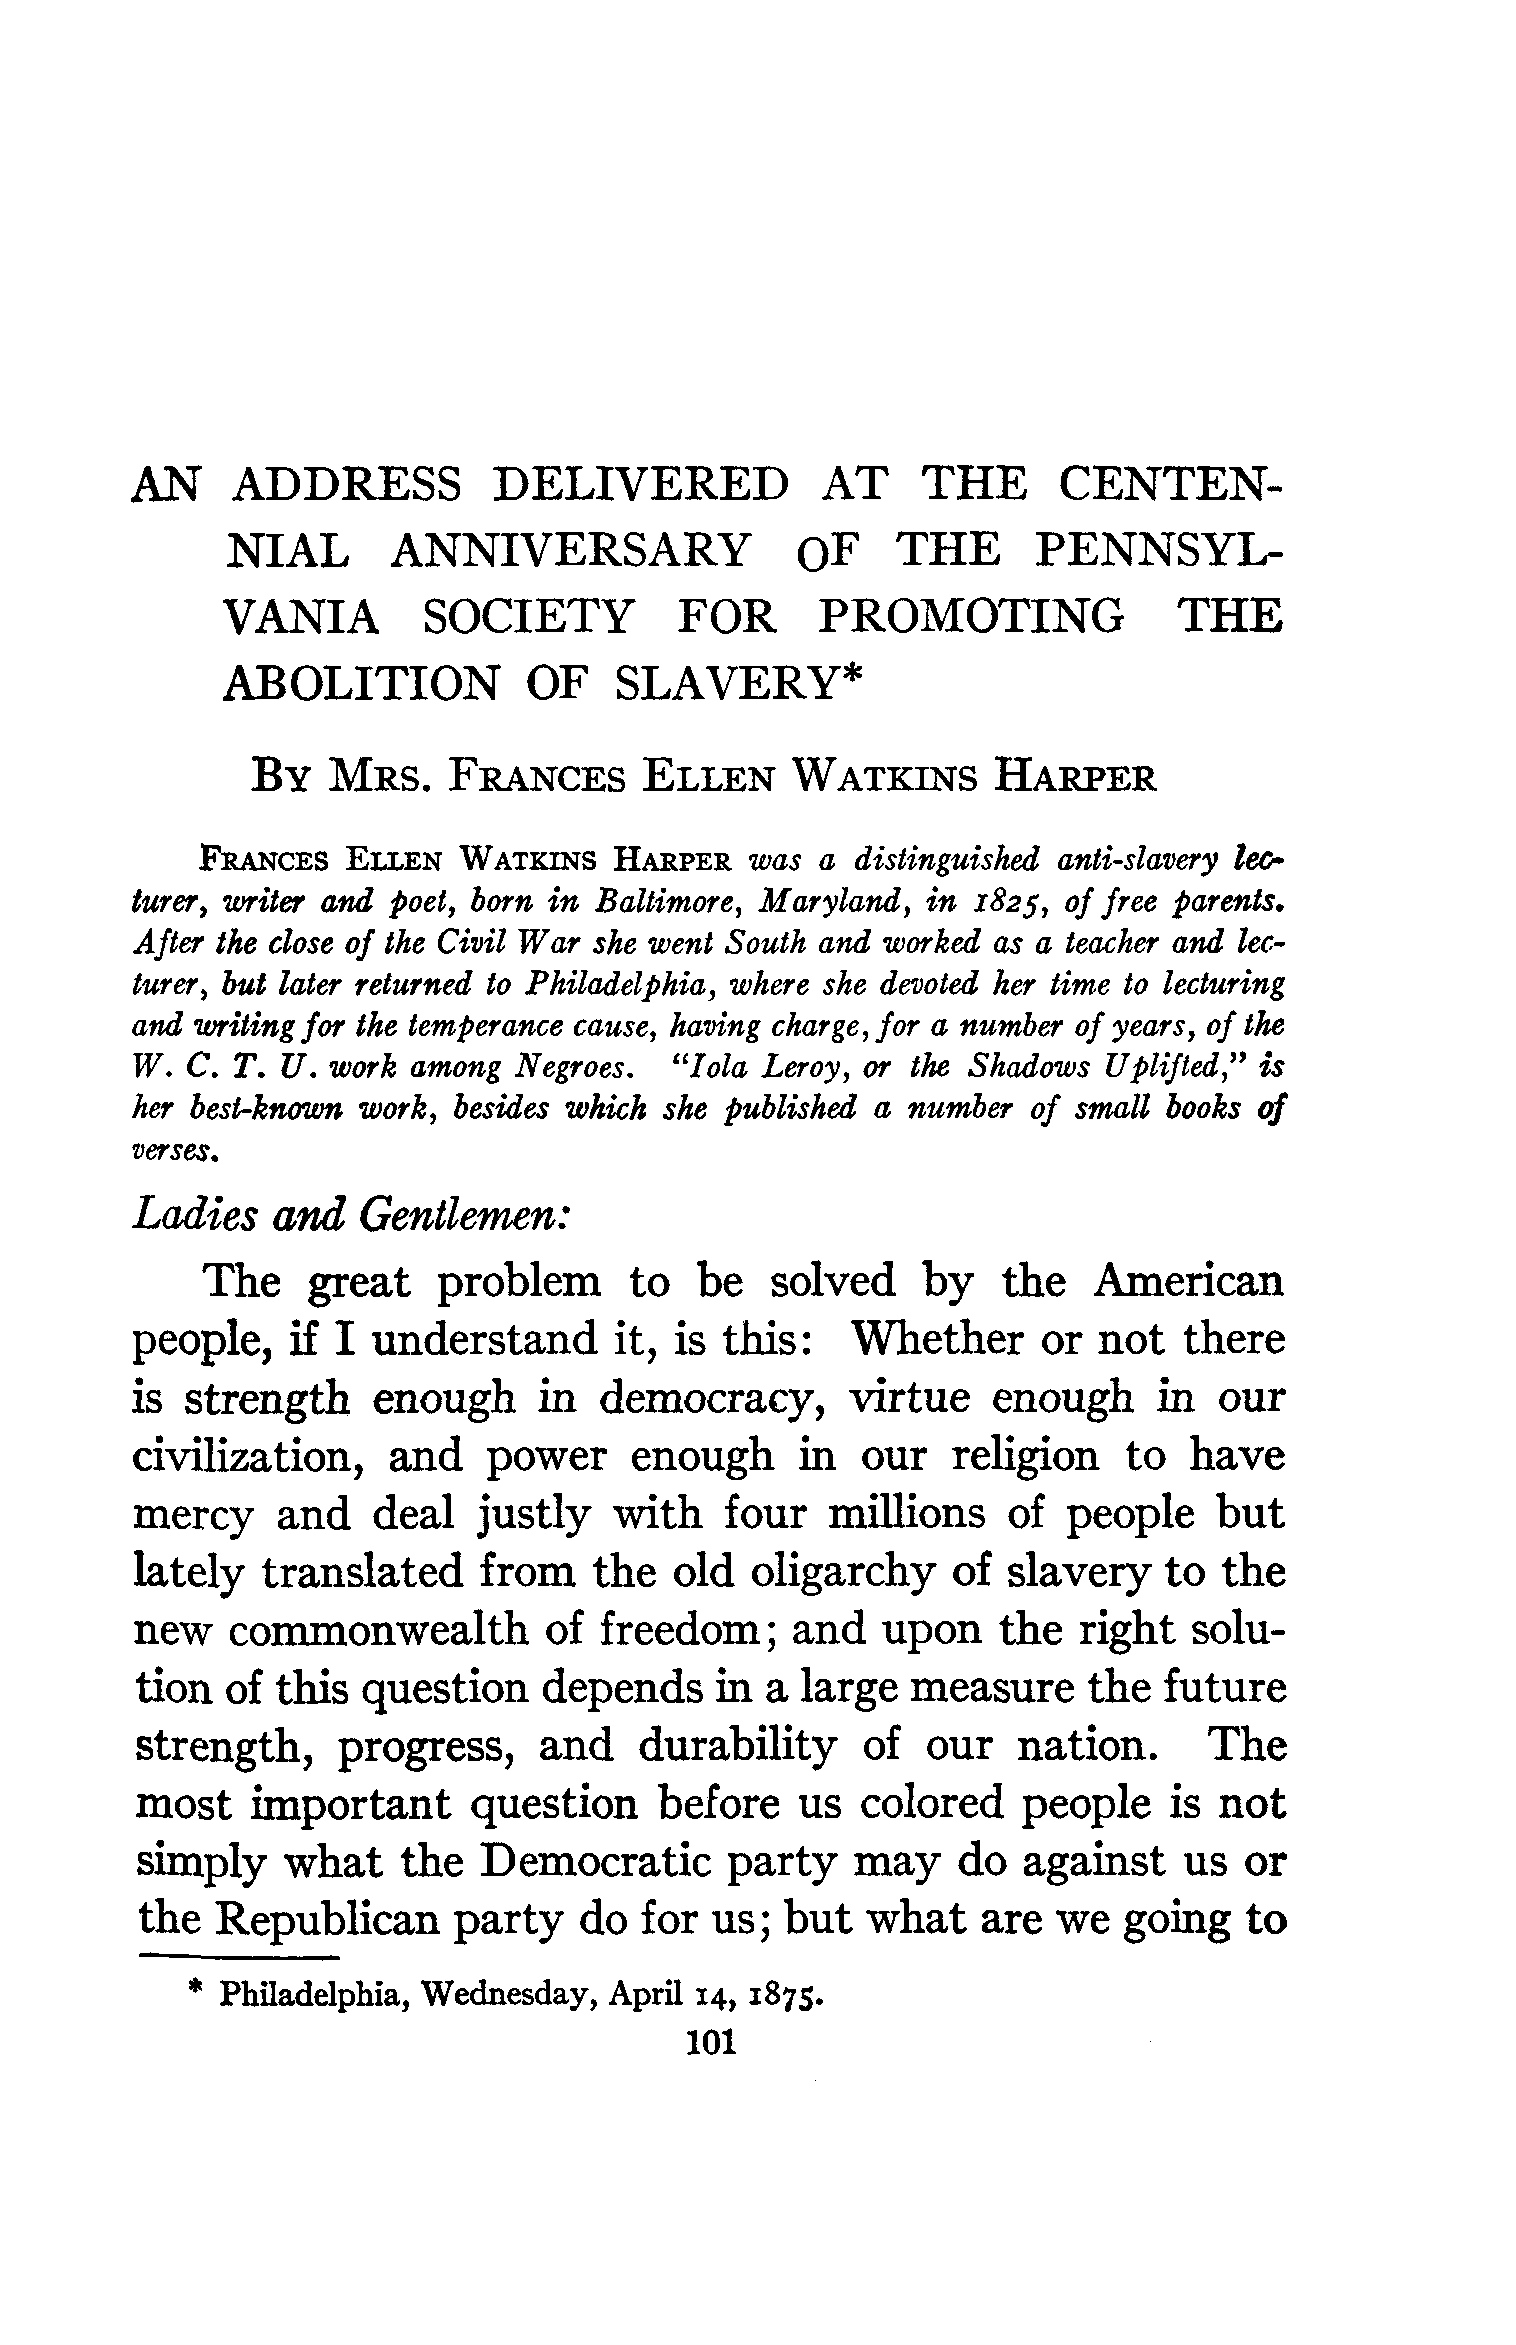 AN ADDRESS DELIVERED AT THE CENTEN-
NIAL ANNIVERSARY OF THE PENNSYL-
VANIA SOCIETY FOR PROMOTING THE
ABOLITION OF SLAVERY*
By Mrs. Frances Ellen Watkins Harper
Frances Ellen Watkins Harper was a distinguished anti-slavery lec-
turer, writer and poet, born in Baltimore, Maryland, in 1825, of free parents.
After the close of the Civil War she went South and worked as a teacher and lec-
turer, but later returned to Philadelphia, where she devoted her time to lecturing
and writing for the temperance cause, having charge, for a number of years, of the
W. C. T. U. work among Negroes. “Iola Leroy, or the Shadows Uplifted,” is
her best-known work, besides which she published a number of small books of
verses.
Ladies and Gentlemen:
The great problem to be solved by the American
people, if I understand it, is this: Whether or not there
is strength enough in democracy, virtue enough in our
civilization, and power enough in our religion to have
mercy and deal justly with four millions of people but
lately translated from the old oligarchy of slavery to the
new commonwealth of freedom; and upon the right solu-
tion of this question depends in a large measure the future
strength, progress, and durability of our nation. The
most important question before us colored people is not
simply what the Democratic party may do against us or
the Republican party do for us; but what are we going to
* Philadelphia, Wednesday, April 14, 1875.
101